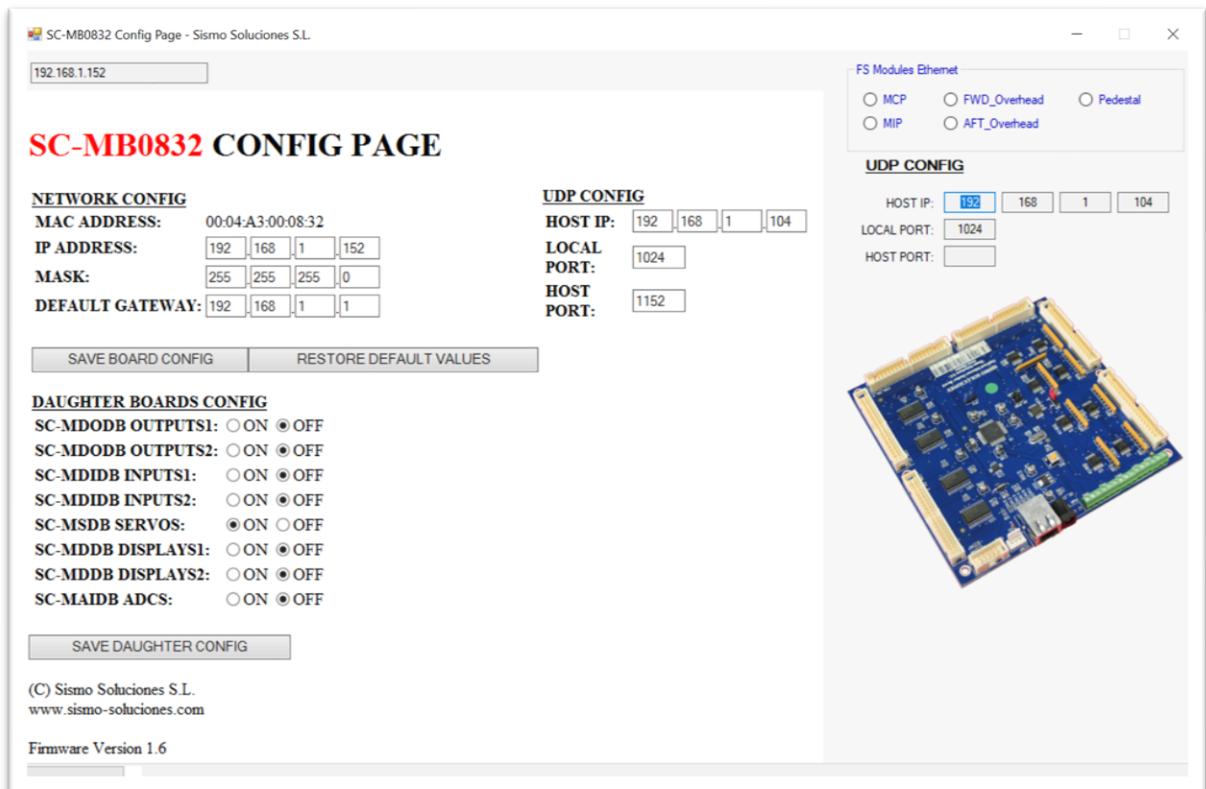 SC-MB0832 Config Page - Sismo Soluciones S.L.
192.168.1.152
SC-MB0832 CONFIG PAGE
NETWORK CONFIG
MAC ADDRESS: 00:04:A3:00:08:32
IP ADDRESS: 192 .168 .1 .152
MASK: 255 .255 .255 .0
DEFAULT GATEWAY: 192 .168 .1 .1
UDP CONFIG
HOST IP: 192 .168 .1 .104
LOCAL
PORT: 1024
HOST
PORT: 1152
SAVE BOARD CONFIG RESTORE DEFAULT VALUES
DAUGHTER BOARDS CONFIG
SC-MDODB OUTPUTS1: ON OFF
SC-MDODB OUTPUTS2: ON OFF
SC-MDIDB INPUTS1: ON OFF
SC-MDIDB INPUTS2: ON OFF
SC-MSDB SERVOS: ON OFF
SC-MDDB DISPLAYS1: ON OFF
SC-MDDB DISPLAYS2: ON OFF
SC-MAIDB ADCS: ON OFF
SAVE DAUGHTER CONFIG
(C) Sismo Soluciones S.L.
www.sismo-soluciones.com
Firmware Version 1.6
FS Modules Ethernet
MCP FWD_Overhead Pedestal
MIP AFT_Overhead
UDP CONFIG
HOST IP: 192 168 1 104
LOCAL PORT: 1024
HOST PORT: